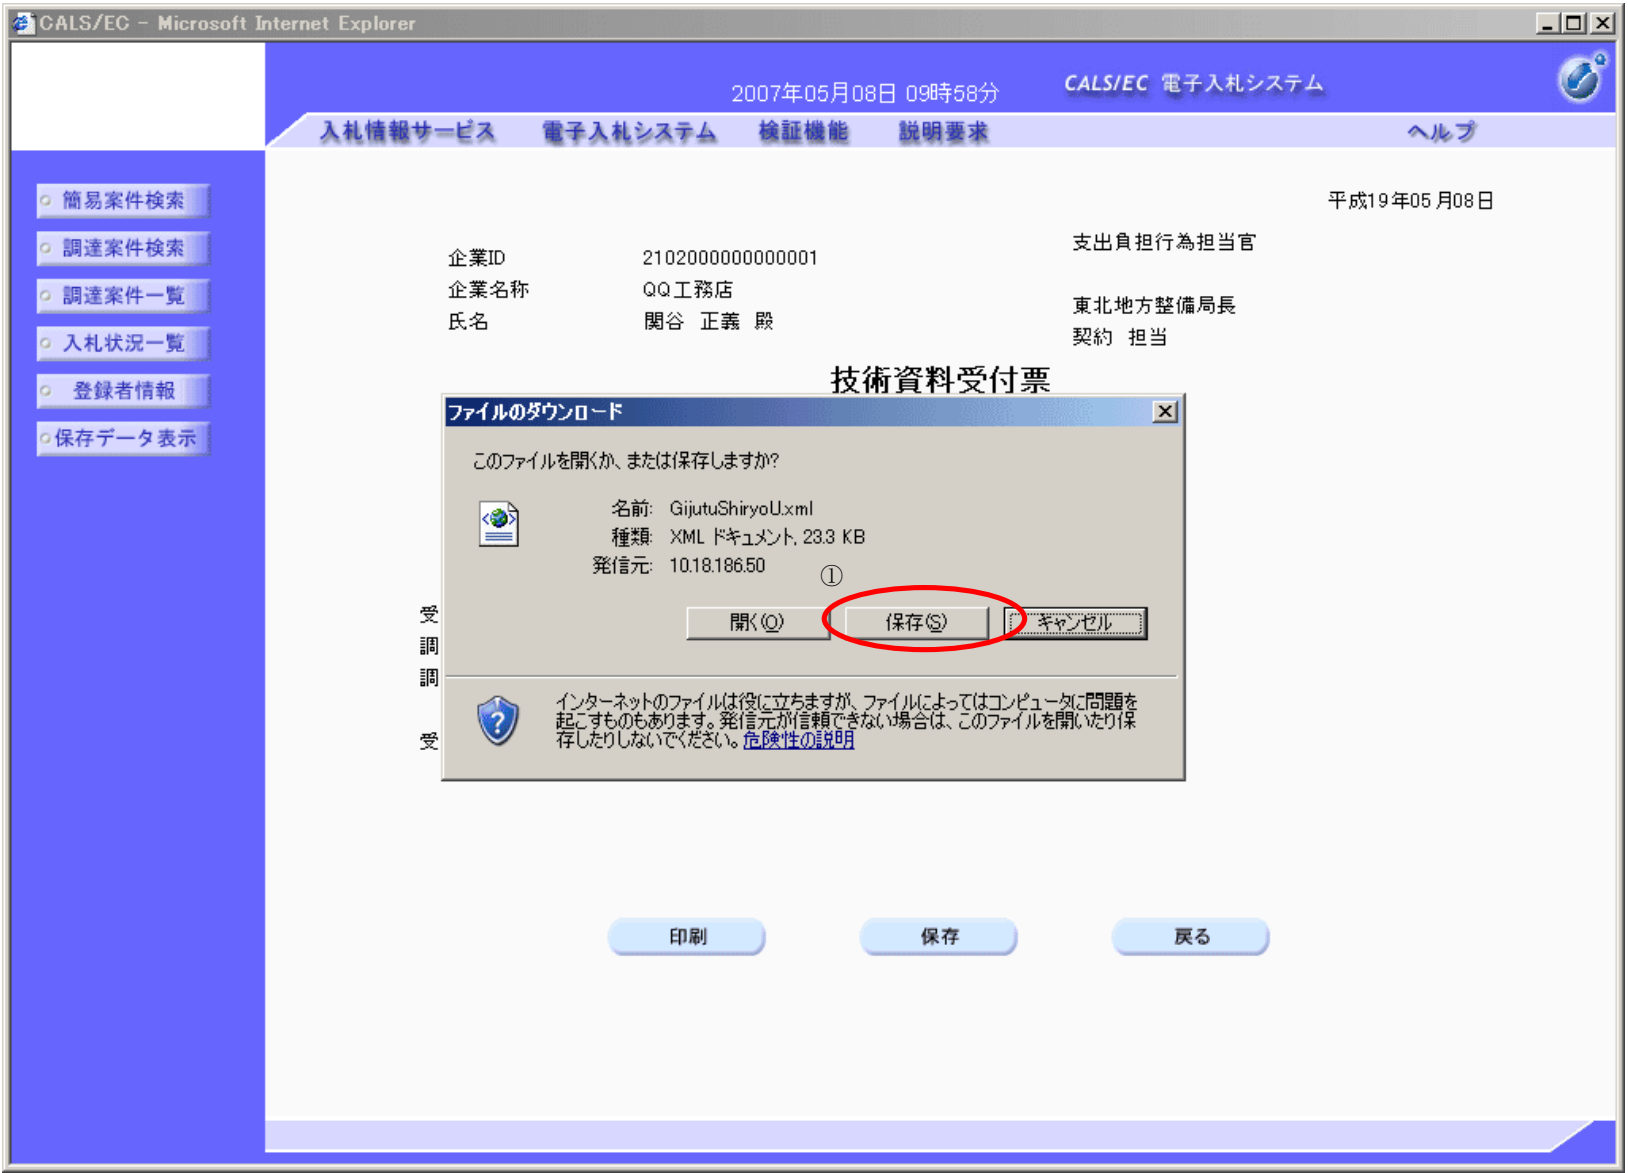 CALS/EC - Microsoft Internet Explorer
2007年05月08日 09時58分
CALS/EC 電子入札システム
入札情報サービス 電子入札システム 検証機能 説明要求 ヘルプ
簡易案件検索
調達案件検索
調達案件一覧
入札状況一覧
登録者情報
保存データ表示
平成19年05月08日
支出負担行為担当官
企業ID 2102000000000001
企業名称 QQ工務店
東北地方整備局長
氏名 関谷 正義 殿
契約 担当
技術資料受付票
ファイルのダウンロード
このファイルを開くか、または保存しますか?
名前: GijutuShiryoU.xml
種類: XML ドキュメント, 23.3 KB
発信元: 10.18.186.50
①
開く(O) 保存(S) キャンセル
受
調
調
受
インターネットのファイルは役に立ちますが、ファイルによってはコンピュータに問題を
起こすものもあります。発信元が信頼できない場合は、このファイルを開いたり保
存したりしないでください。危険性の説明
印刷 保存 戻る